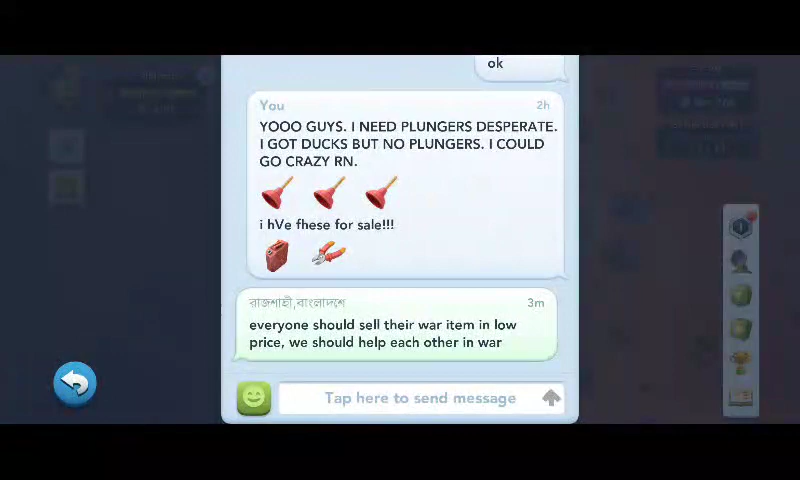 ok
You 2h
YOOO GUYS. I NEED PLUNGERS DESPERATE.
I GOT DUCKS BUT NO PLUNGERS. I COULD
GO CRAZY RN.
i hVe fhese for sale!!!
রাজশাহী,বাংলাদেশে 3m
everyone should sell their war item in low
price, we should help each other in war
Tap here to send message